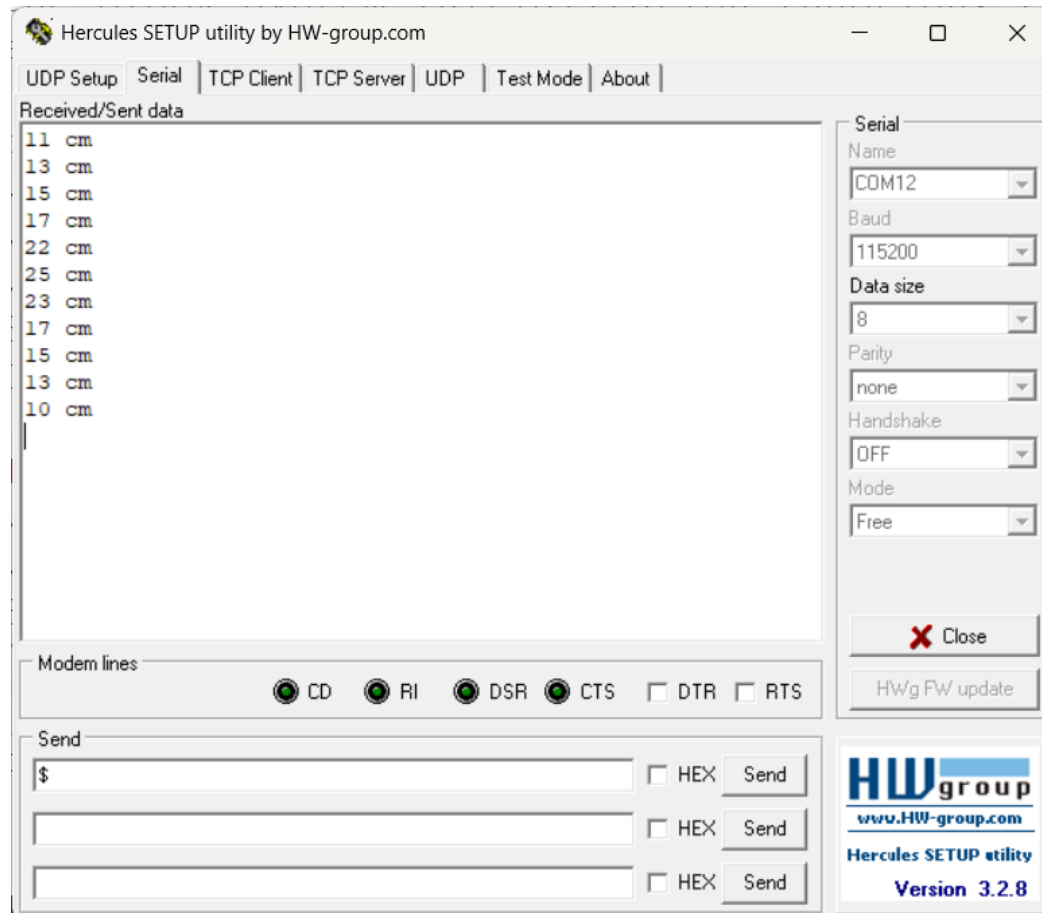 Hercules SETUP utility by HW-group.com
UDP Setup Serial TCP Client TCP Server UDP Test Mode About
Received/Sent data
11 cm
13 cm
15 cm
17 cm
22 cm
25 cm
23 cm
17 cm
15 cm
13 cm
10 cm
Serial
Name
COM12
Baud
115200
Data size
8
Parity
none
Handshake
OFF
Mode
Free
Close
HWg FW update
Modem lines
CD RI DSR CTS DTR RTS
Send
$ HEX Send
HEX Send
HEX Send
HWgroup
www.HW-group.com
Hercules SETUP utility
Version 3.2.8